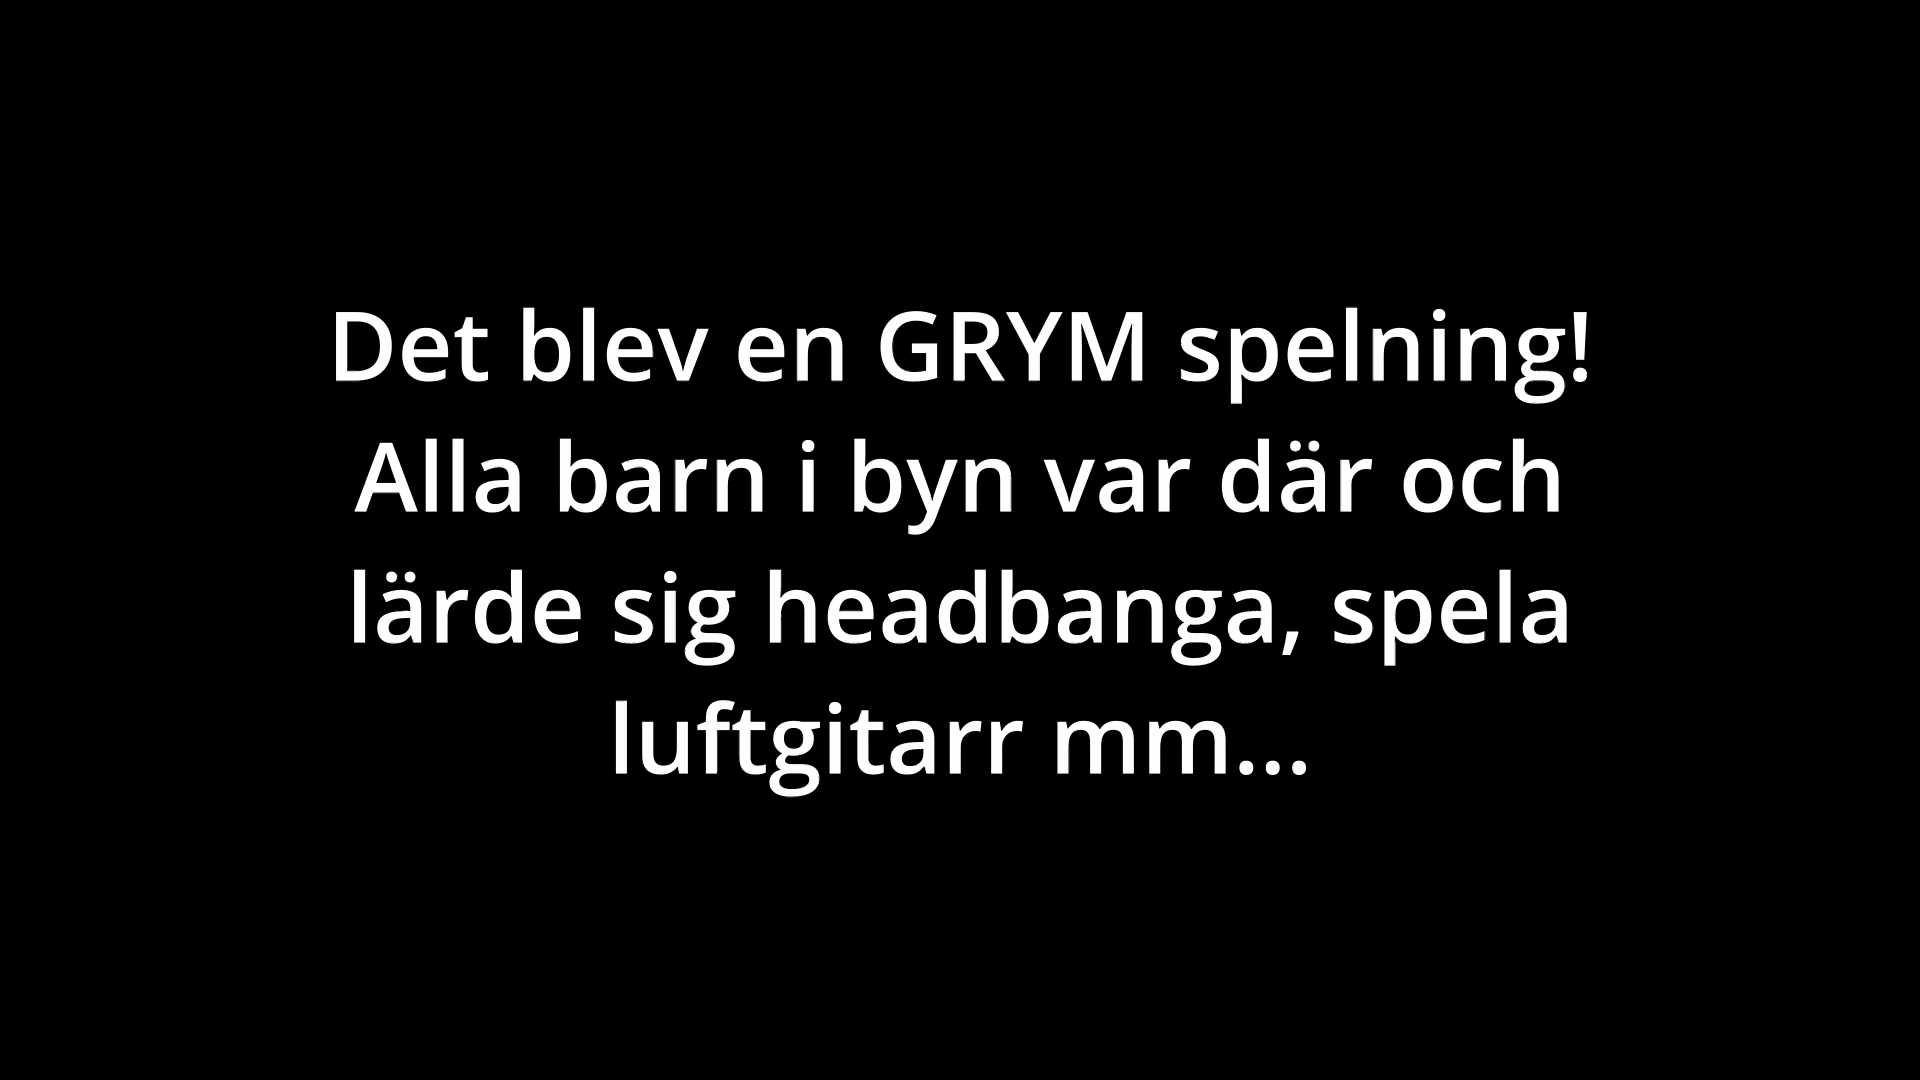 Det blev en GRYM spelning!
Alla barn i byn var där och
lärde sig headbanga, spela
luftgitarr mm...